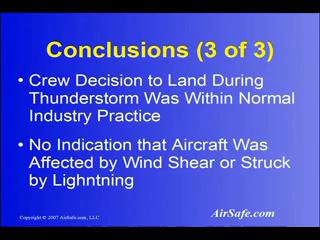 Conclusions (3 of 3)
• Crew Decision to Land During
Thunderstorm Was Within Normal
Industry Practice
• No Indication that Aircraft Was
Affected by Wind Shear or Struck
by Lighntning
Copyright © 2007 AirSafe.com, LLC
AirSafe.com